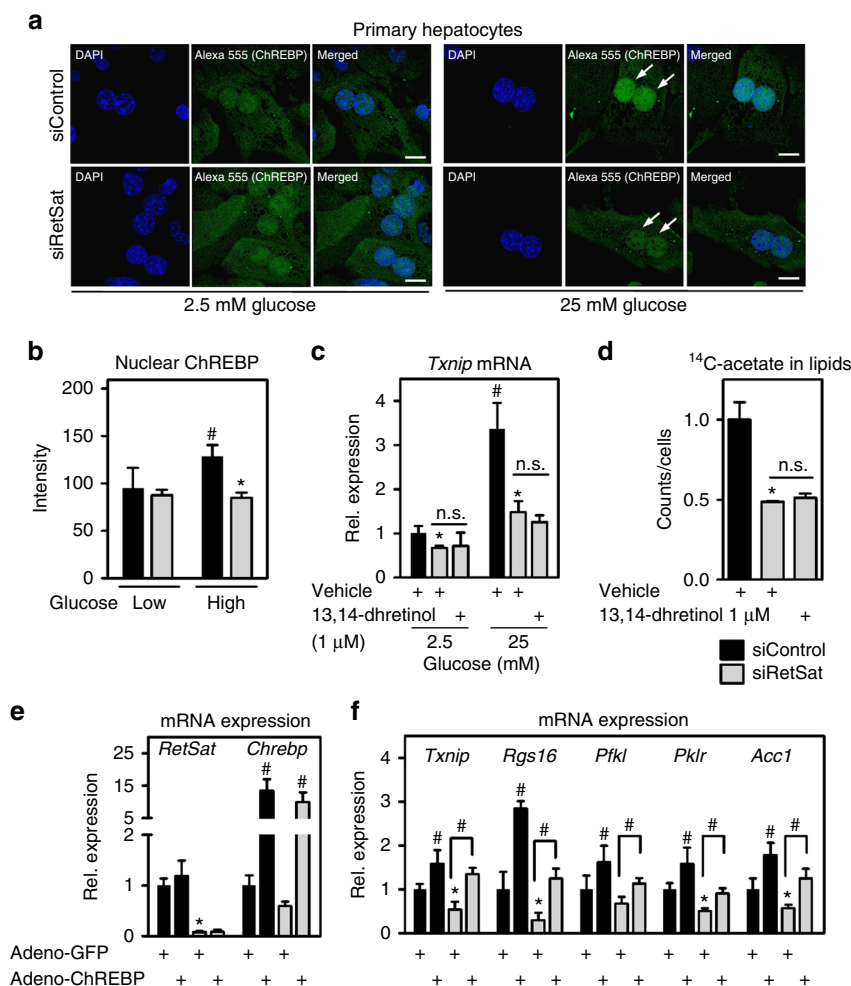 a
Primary hepatocytes
siControl
DAPI
Alexa 555 (ChREBP)
Merged
DAPI
Alexa 555 (ChREBP)
Merged
siRetSat
DAPI
Alexa 555 (ChREBP)
Merged
DAPI
Alexa 555 (ChREBP)
Merged
2.5 mM glucose
25 mM glucose
b
Nuclear ChREBP
Intensity
200
150
100
50
0
#
*
Glucose
Low
High
c
Txnip mRNA
Rel. expression
4
3
2
1
0
n.s.
*
#
n.s.
*
Vehicle + + + +
13,14-dhretinol + +
(1 µM)
2.5
25
Glucose (mM)
d
¹⁴C-acetate in lipids
Counts/cells
1.0
0.5
0.0
n.s.
*
Vehicle + +
13,14-dhretinol 1 µM +
siControl
siRetSat
e
mRNA expression
RetSat
Chrebp
Rel. expression
25
15
5
2
1
0
*
#
#
Adeno-GFP + + + +
Adeno-ChREBP + + + +
f
mRNA expression
Txnip
Rgs16
Pfkl
Pklr
Acc1
Rel. expression
4
3
2
1
0
# * #
# * #
# #
# * #
# * #
+ + + + + + + + + +
+ + + + + + + + + +